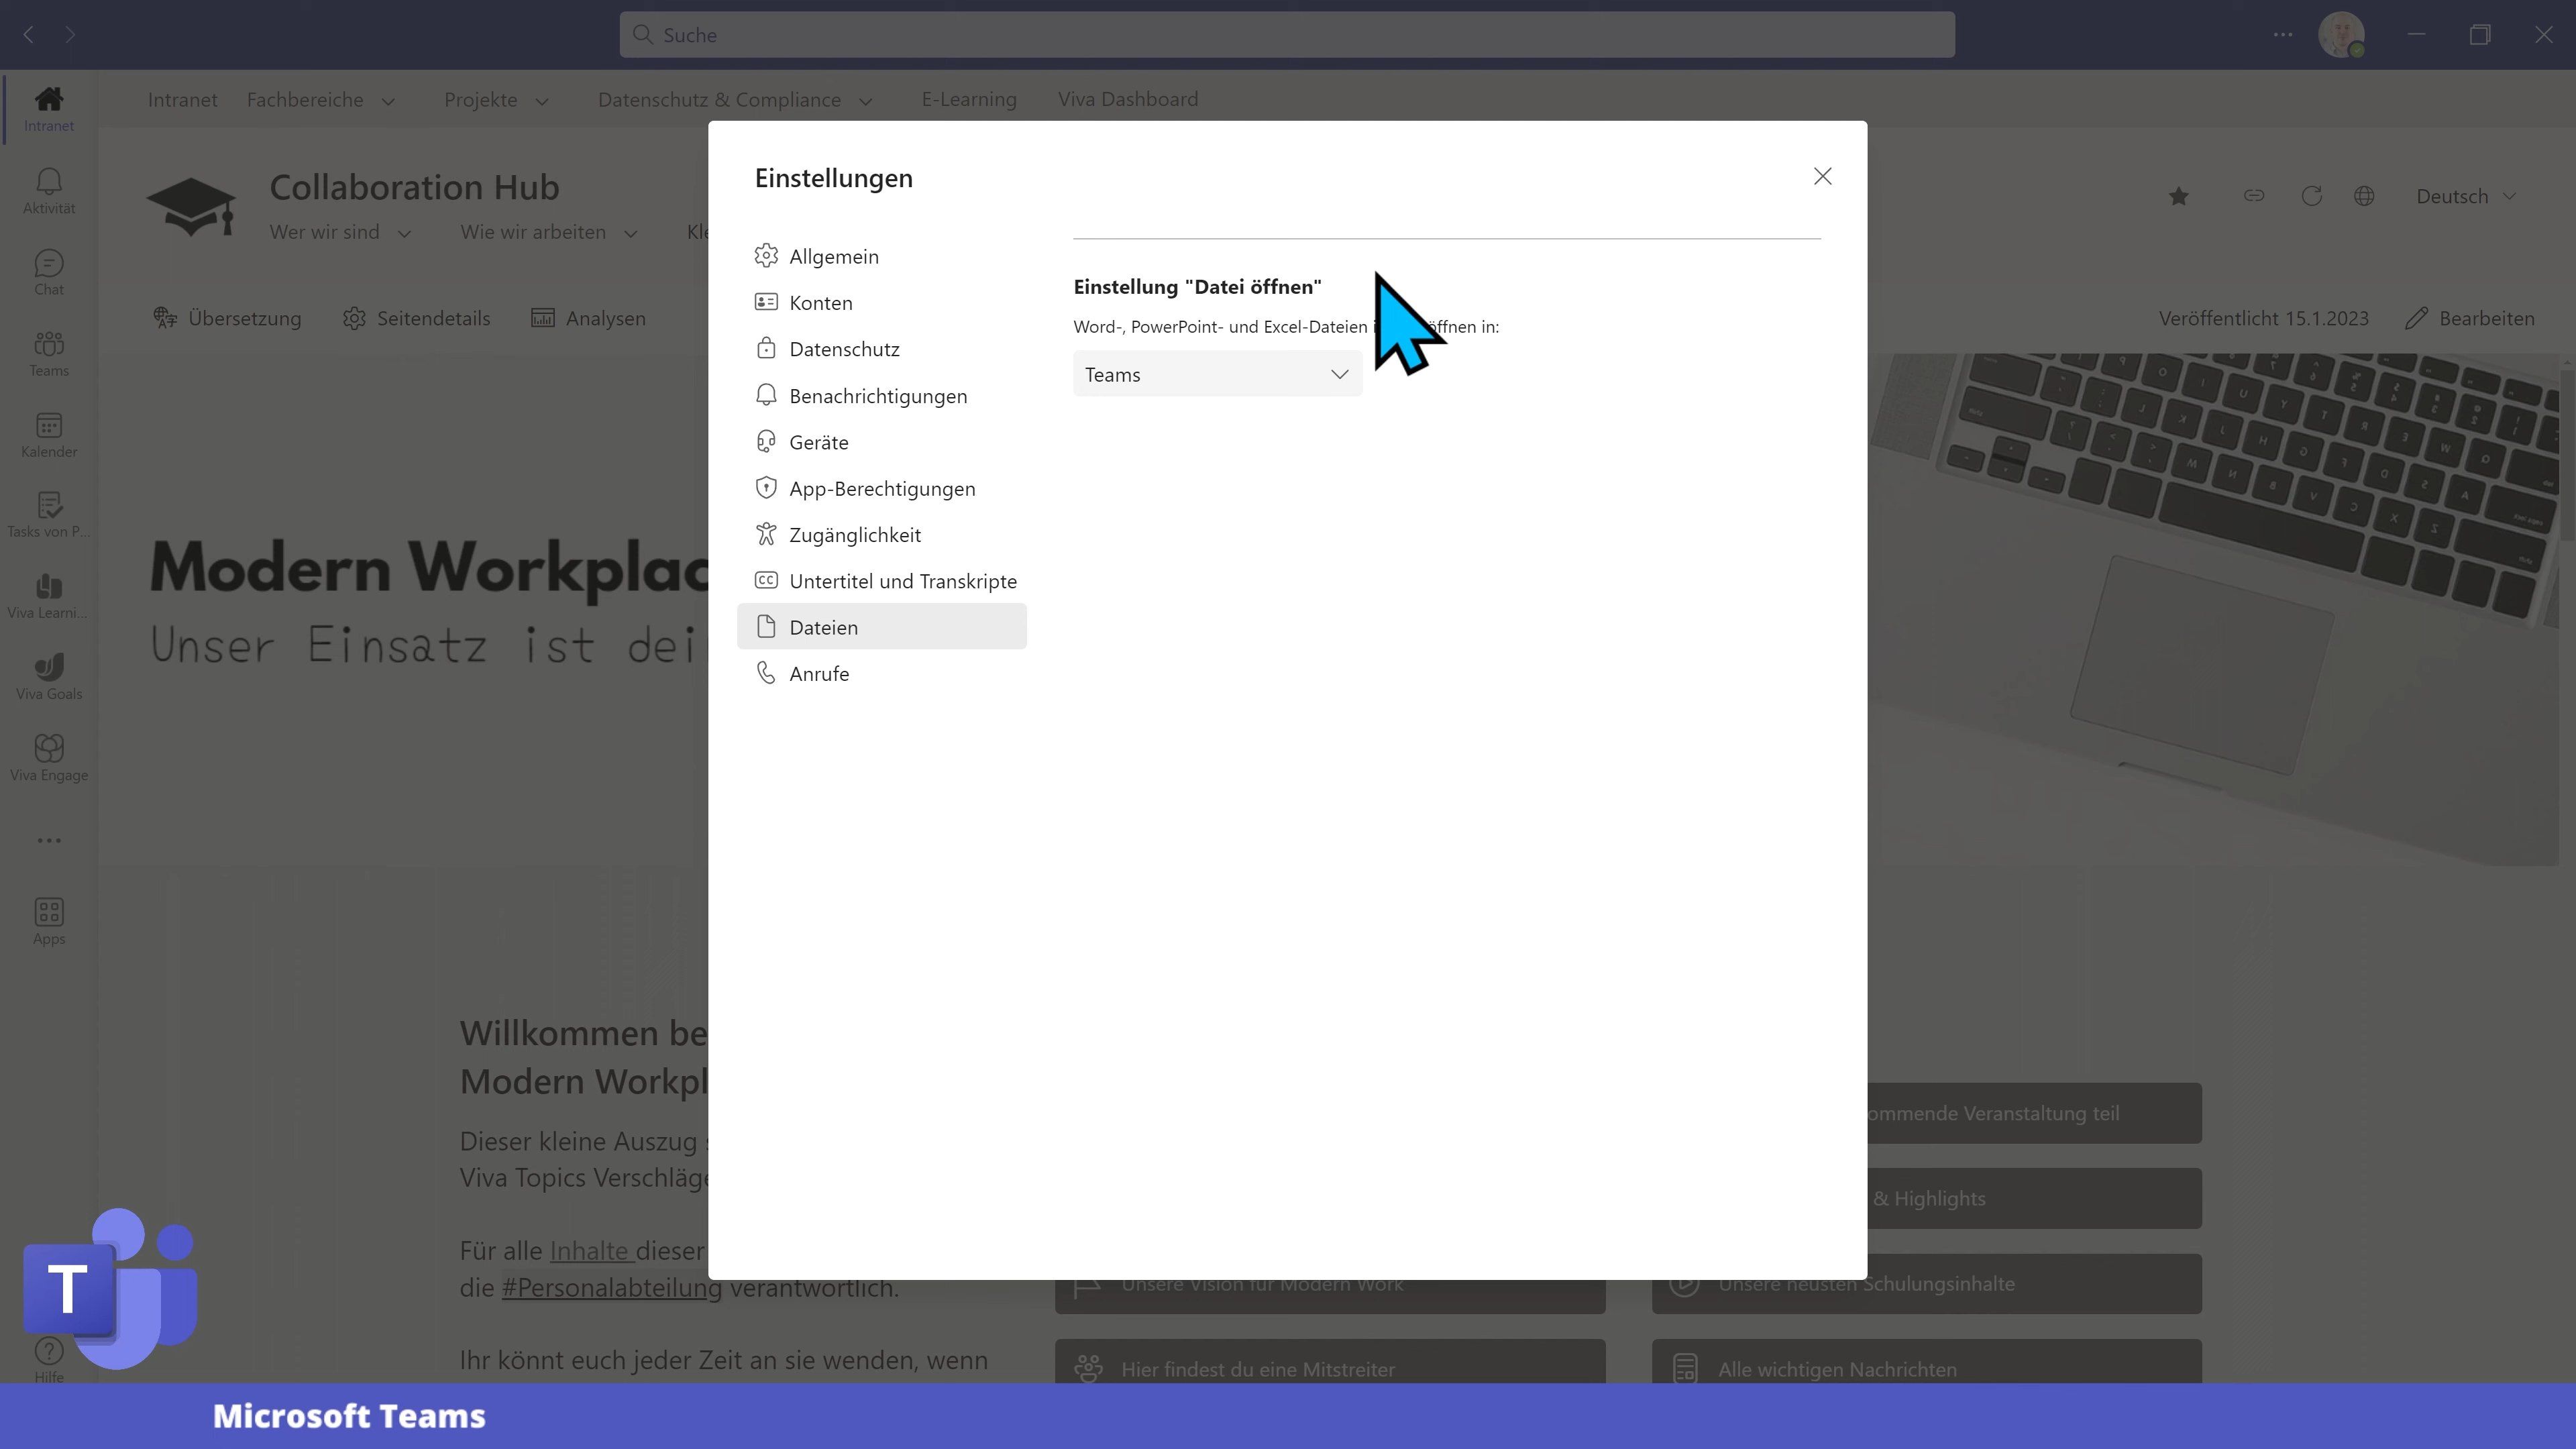 Suche
Intranet
Fachbereiche
Projekte
Datenschutz & Compliance
E-Learning
Viva Dashboard
Intranet
Aktivität
Chat
Teams
Kalender
Tasks von P...
Viva Learni...
Viva Goals
Viva Engage
Apps
Hilfe
Collaboration Hub
Wer wir sind
Wie wir arbeiten
Deutsch
Übersetzung
Seitendetails
Analysen
Veröffentlicht 15.1.2023
Bearbeiten
Modern Workplac
Unser Einsatz ist dei
Einstellungen
Allgemein
Konten
Datenschutz
Benachrichtigungen
Geräte
App-Berechtigungen
Zugänglichkeit
Untertitel und Transkripte
Dateien
Anrufe
Einstellung "Datei öffnen"
Word-, PowerPoint- und Excel-Dateien öffnen in:
Teams
Willkommen be
Modern Workpl
Dieser kleine Auszug
Viva Topics Verschläge
Für alle Inhalte dieser
die #Personalabteilung verantwortlich.
Ihr könnt euch jeder Zeit an sie wenden, wenn
ommende Veranstaltung teil
& Highlights
Unsere Vision für Modern Work
Unsere neusten Schulungsinhalte
Hier findest du eine Mitstreiter
Alle wichtigen Nachrichten
T
Microsoft Teams